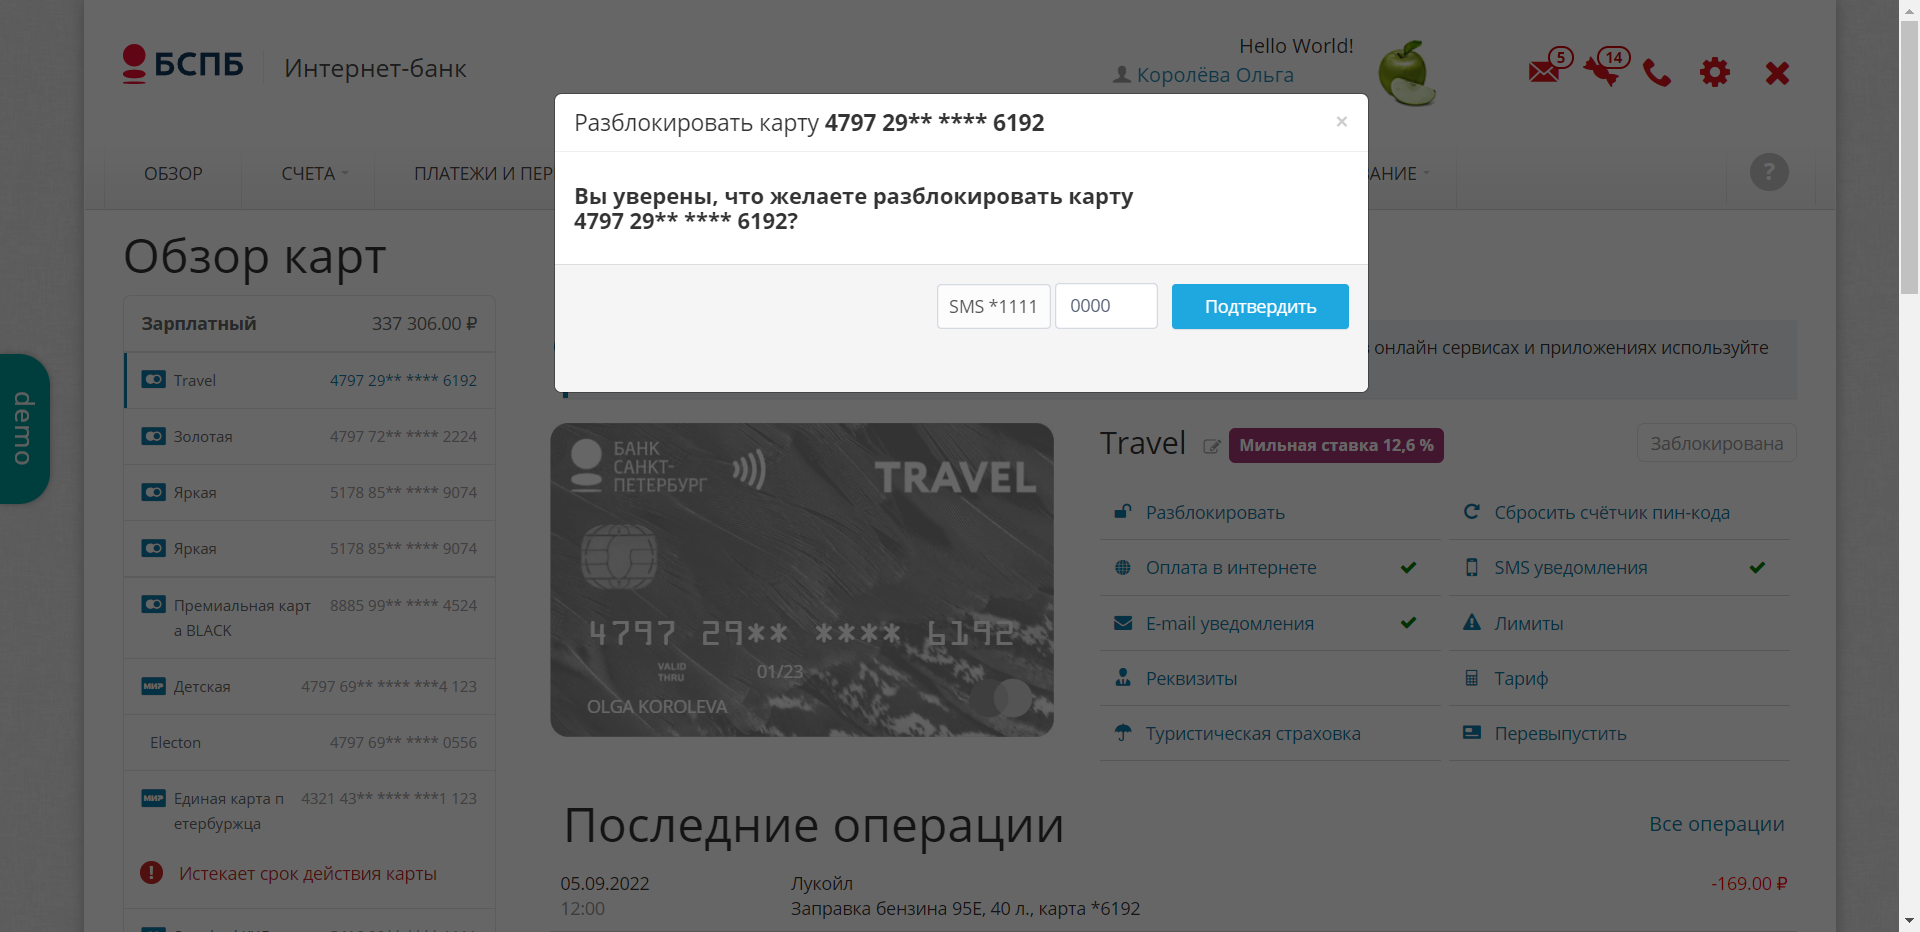 БСПБ
Интернет-банк
Hello World!
Королёва Ольга
5
14
ОБЗОР
СЧЕТА
ПЛАТЕЖИ И ПЕР
АНИЕ
?
Разблокировать карту 4797 29** **** 6192
×
Вы уверены, что желаете разблокировать карту
4797 29** **** 6192?
SMS *1111
0000
Подтвердить
Обзор карт
Зарплатный
337 306.00 ₽
Travel
4797 29** **** 6192
Золотая
4797 72** **** 2224
Яркая
5178 85** **** 9074
Яркая
5178 85** **** 9074
Премиальная карт
а BLACK
8885 99** **** 4524
МИР
Детская
4797 69** **** ***4 123
Electon
4797 69** **** 0556
МИР
Единая карта п
етербуржца
4321 43** **** ***1 123
Истекает срок действия карты
demo
онлайн сервисах и приложениях используйте
БАНК
САНКТ-
ПЕТЕРБУРГ
TRAVEL
4797 29** **** 6192
VALID
THRU
01/23
OLGA KOROLEVA
Travel
Мильная ставка 12,6 %
Заблокирована
Разблокировать
Сбросить счётчик пин-кода
Оплата в интернете
SMS уведомления
E-mail уведомления
Лимиты
Реквизиты
Тариф
Туристическая страховка
Перевыпустить
Последние операции
Все операции
05.09.2022
12:00
Лукойл
Заправка бензина 95Е, 40 л., карта *6192
-169.00 ₽